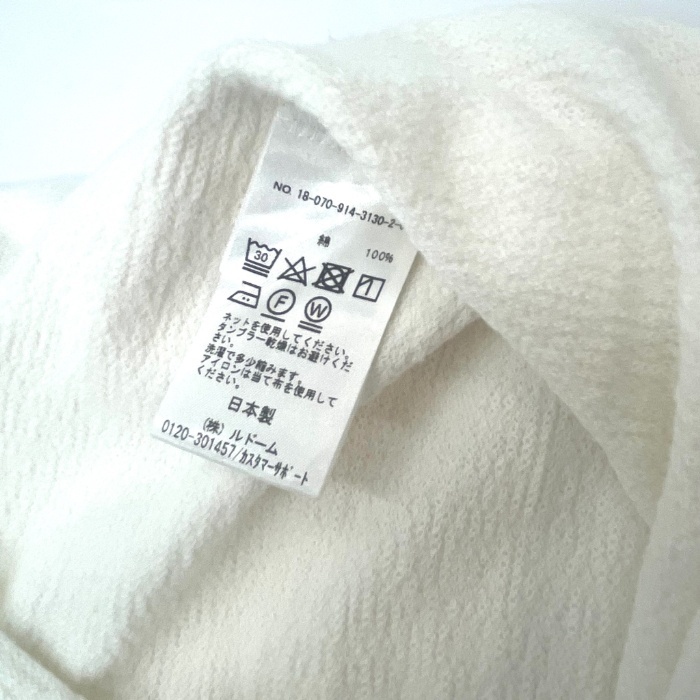 NO. 18-070-914-3130-2-
綿 100%
30
F W
ネットを使用してください。
タンブラー乾燥はお避けくだ
さい。
洗濯で多少縮みます。
アイロンは当て布を使用して
ください。
日本製
(株) ルドーム
0120-301457/カスタマーサポート